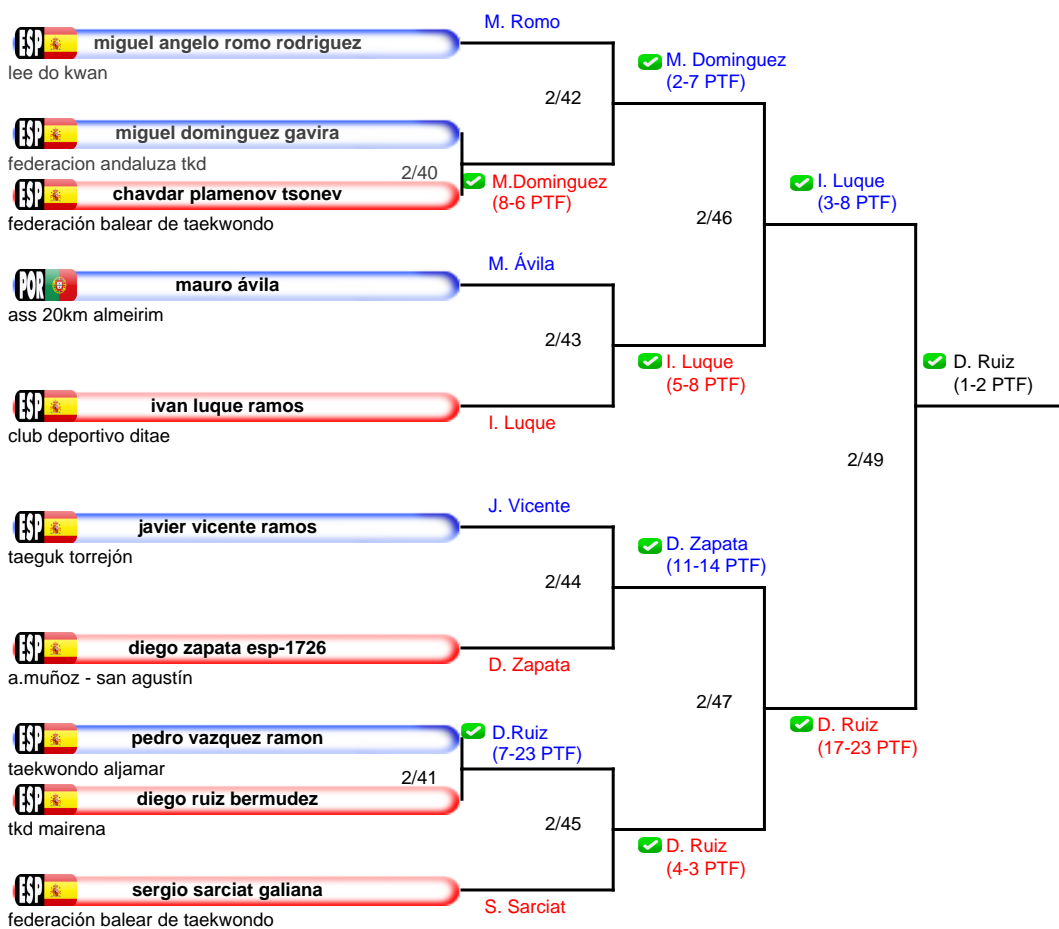 M. Romo
ESP miguel angelo romo rodriguez
lee do kwan
M. Dominguez
(2-7 PTF)
2/42
ESP miguel dominguez gavira
federacion andaluza tkd
2/40
M.Dominguez
(8-6 PTF)
ESP chavdar plamenov tsonev
federación balear de taekwondo
I. Luque
(3-8 PTF)
2/46
M. Ávila
POR mauro ávila
ass 20km almeirim
2/43
I. Luque
(5-8 PTF)
D. Ruiz
(1-2 PTF)
ESP ivan luque ramos
club deportivo ditae
I. Luque
2/49
J. Vicente
ESP javier vicente ramos
taeguk torrejón
D. Zapata
(11-14 PTF)
2/44
ESP diego zapata esp-1726
a.muñoz - san agustín
D. Zapata
2/47
D. Ruiz
(17-23 PTF)
ESP pedro vazquez ramon
taekwondo aljamar
D.Ruiz
(7-23 PTF)
2/41
ESP diego ruiz bermudez
tkd mairena
2/45
D. Ruiz
(4-3 PTF)
ESP sergio sarciat galiana
federación balear de taekwondo
S. Sarciat